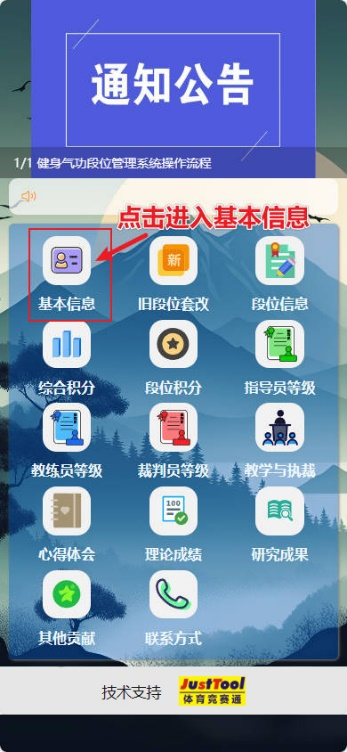 通知公告
1/1 健身气功段位管理系统操作流程
点击进入基本信息
新
基本信息 旧段位套改 段位信息
综合积分 段位积分 指导员等级
教练员等级 裁判员等级 教学与执裁
100
心得体会 理论成绩 研究成果
其他贡献 联系方式
技术支持 JustTool
体育竞赛通